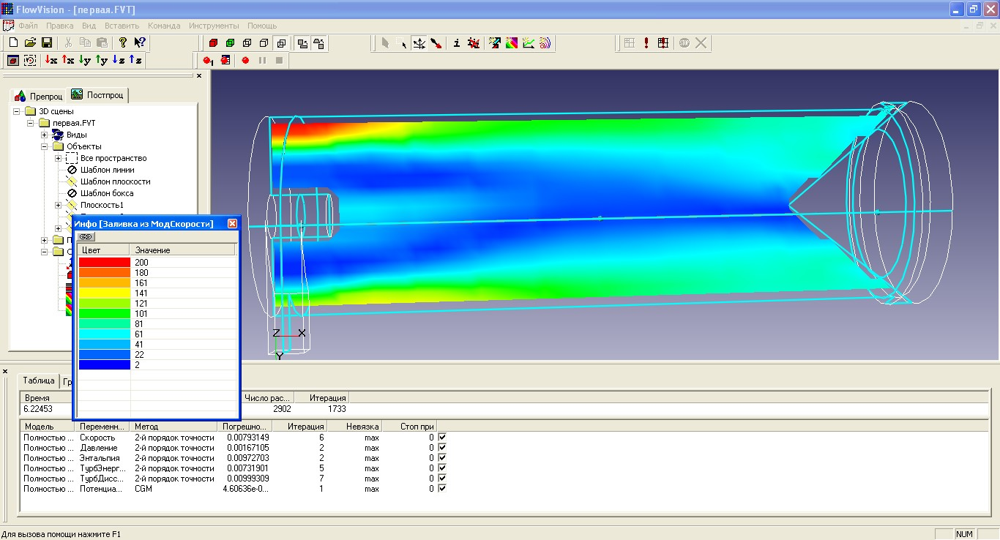 FlowVision - [первая.FVT]
Файл Правка Вид Вставить Команда Инструменты Помощь
Препроц Постпроц
3D сцены
первая.FVT
Виды
Объекты
Все пространство
Шаблон линии
Шаблон плоскости
Шаблон бокса
Плоскость1
Инфо [Заливка из МодСкорости]
Цвет Значение
200
180
161
141
121
101
81
61
41
22
2
Z X
Y
Таблица Гр
Время Число рас... Итерация
6.22453 2902 1733
Модель Переменн... Метод Погрешно... Итерация Невязка Стоп при
Полностью ... Скорость 2-й порядок точности 0.00793149 6 max 0
Полностью ... Давление 2-й порядок точности 0.00167105 2 max 0
Полностью ... Энтальпия 2-й порядок точности 0.00972703 2 max 0
Полностью ... ТурбЭнерг... 2-й порядок точности 0.00731901 5 max 0
Полностью ... ТурбДисс... 2-й порядок точности 0.00999309 7 max 0
Полностью ... Потенциа... CGM 4.60636e-0... 1 max 0
Для вызова помощи нажмите F1 NUM